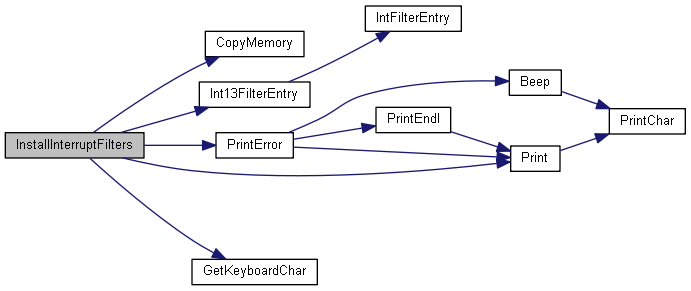 IntFilterEntry
CopyMemory
Int13FilterEntry
Beep
PrintEndl
PrintChar
InstallInterruptFilters
PrintError
Print
GetKeyboardChar